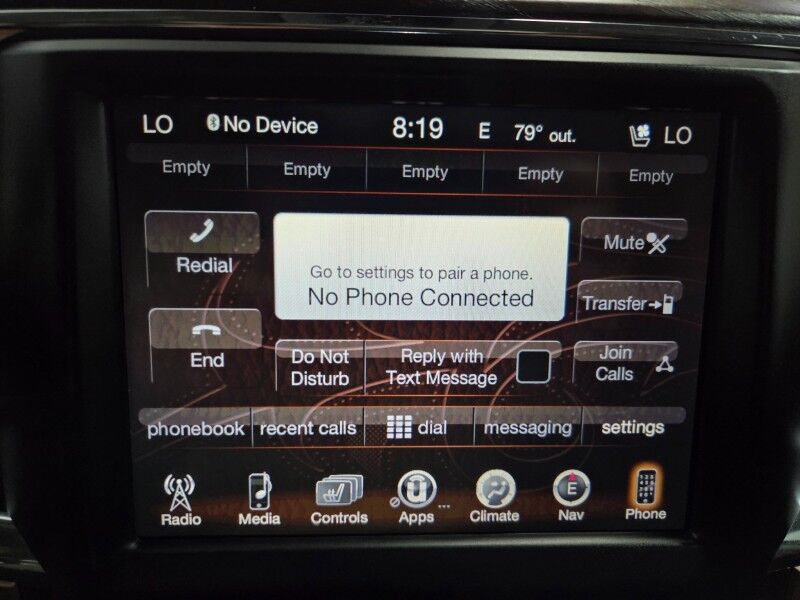 LO No Device 8:19 E 79° out. LO
Empty Empty Empty Empty Empty
Redial
Go to settings to pair a phone.
No Phone Connected
Mute
Transfer
End
Do Not
Disturb
Reply with
Text Message
Join
Calls
phonebook recent calls dial messaging settings
Radio Media Controls Apps ... Climate E Nav Phone